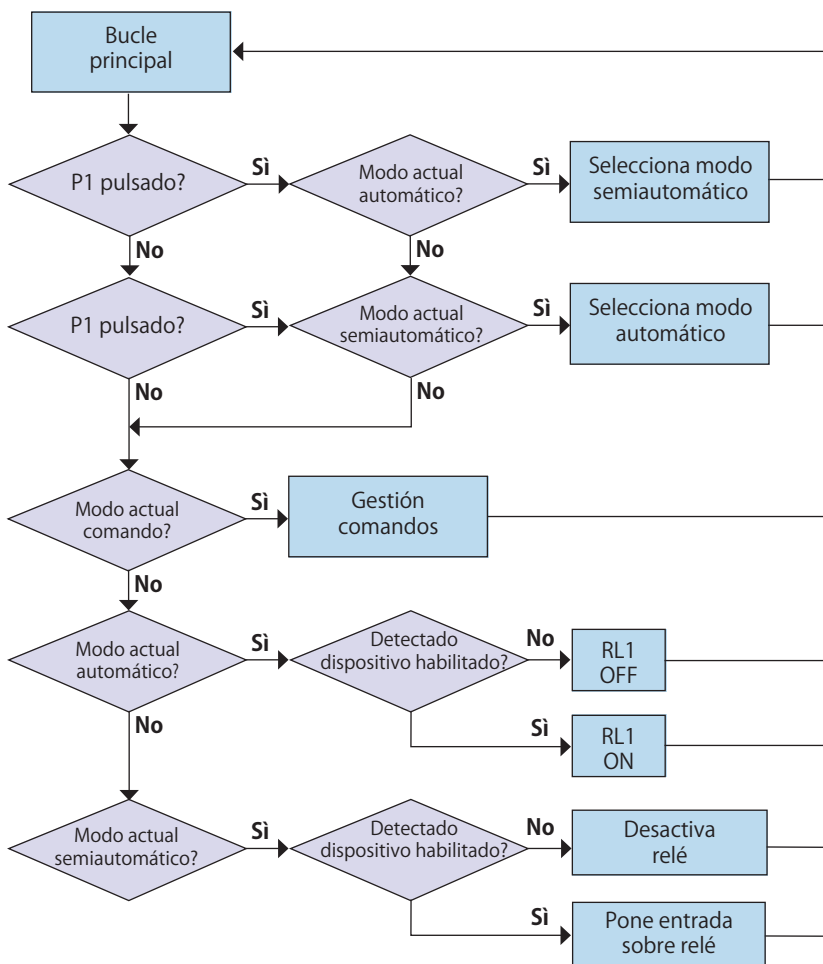 Bucle
principal
P1 pulsado?
Sì
Modo actual
automático?
Sì
Selecciona modo
semiautomático
No
No
P1 pulsado?
Sì
Modo actual
semiautomático?
Sì
Selecciona modo
automático
No
No
Modo actual
comando?
Sì
Gestión
comandos
No
Modo actual
automático?
Sì
Detectado
dispositivo habilitado?
No
RL1
OFF
Sì
RL1
ON
No
Modo actual
semiautomático?
Sì
Detectado
dispositivo habilitado?
No
Desactiva
relé
Sì
Pone entrada
sobre relé